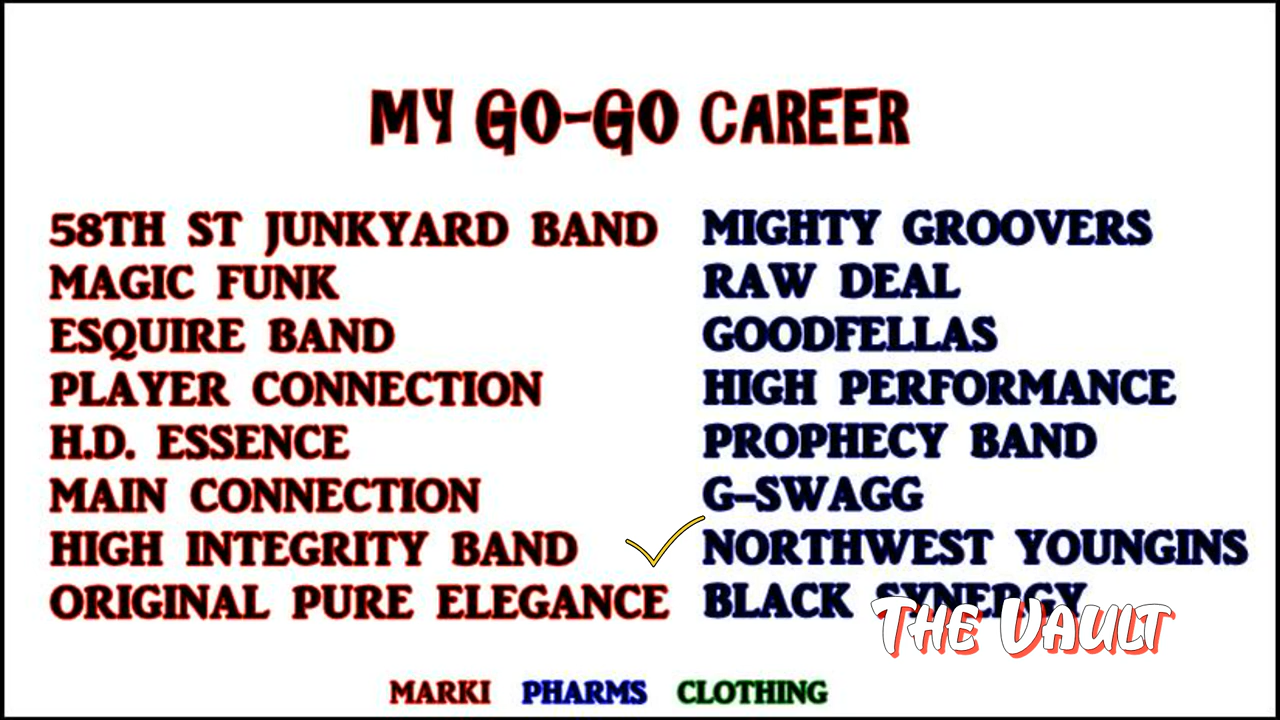 MY GO-GO CAREER
58TH ST JUNKYARD BAND
MAGIC FUNK
ESQUIRE BAND
PLAYER CONNECTION
H.D. ESSENCE
MAIN CONNECTION
HIGH INTEGRITY BAND
ORIGINAL PURE ELEGANCE
MIGHTY GROOVERS
RAW DEAL
GOODFELLAS
HIGH PERFORMANCE
PROPHECY BAND
G-SWAGG
NORTHWEST YOUNGINS
BLACK SYNERGY
THE VAULT
MARKI PHARMS CLOTHING